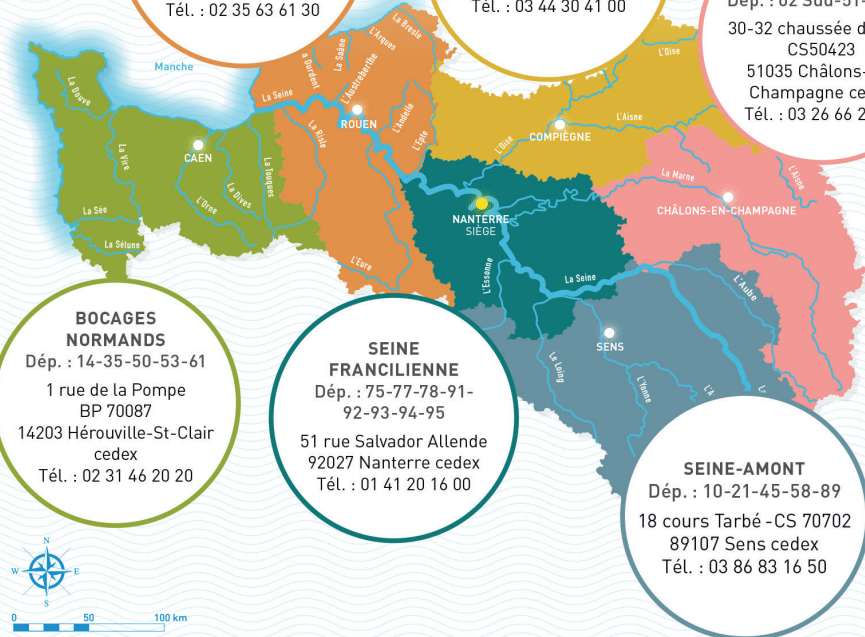 Tél. : 02 35 63 61 30
Tél. : 03 44 30 41 00
30-32 chaussée d
CS50423
51035 Châlons-
Champagne ce
Tél. : 03 26 66 2
Manche
La Bresle
L'Arques
La Saâne
a Durdent
L'Austreberthe
La Seine
ROUEN
La Risle
L'Andelle
L'Epte
L'Eure
La Douve
La Vire
CAEN
L'Orne
La Dives
La Touques
La Sée
La Sélune
L'Oise
L'Aisne
COMPIÈGNE
L'Oise
La Marne
L'Aisne
CHÂLONS-EN-CHAMPAGNE
NANTERRE
SIÈGE
L'Essonne
La Seine
L'Aube
SENS
Le Loing
L'Yonne
L'A
BOCAGES
NORMANDS
Dép. : 14-35-50-53-61
1 rue de la Pompe
BP 70087
14203 Hérouville-St-Clair
cedex
Tél. : 02 31 46 20 20
SEINE
FRANCILIENNE
Dép. : 75-77-78-91-
92-93-94-95
51 rue Salvador Allende
92027 Nanterre cedex
Tél. : 01 41 20 16 00
SEINE-AMONT
Dép. : 10-21-45-58-89
18 cours Tarbé - CS 70702
89107 Sens cedex
Tél. : 03 86 83 16 50
N
W E
S
0 50 100 km